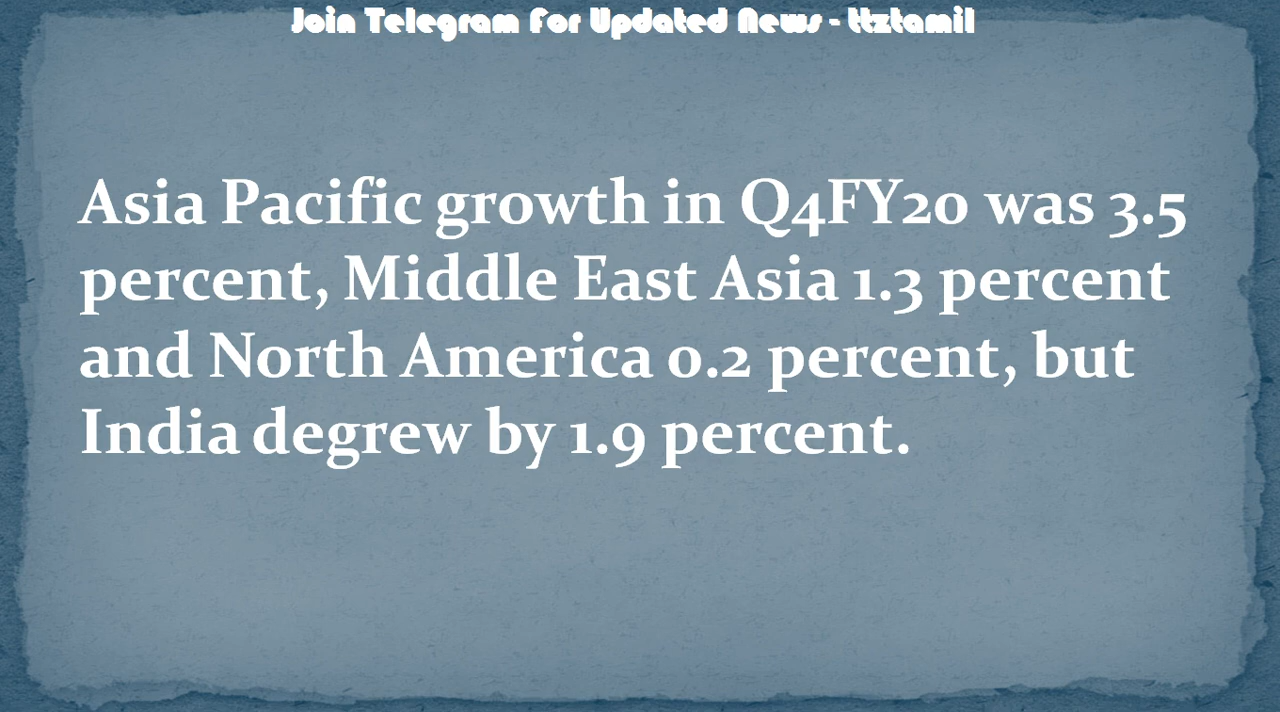 Join Telegram For Updated News - ttztamil
Asia Pacific growth in Q4FY20 was 3.5
percent, Middle East Asia 1.3 percent
and North America 0.2 percent, but
India degrew by 1.9 percent.